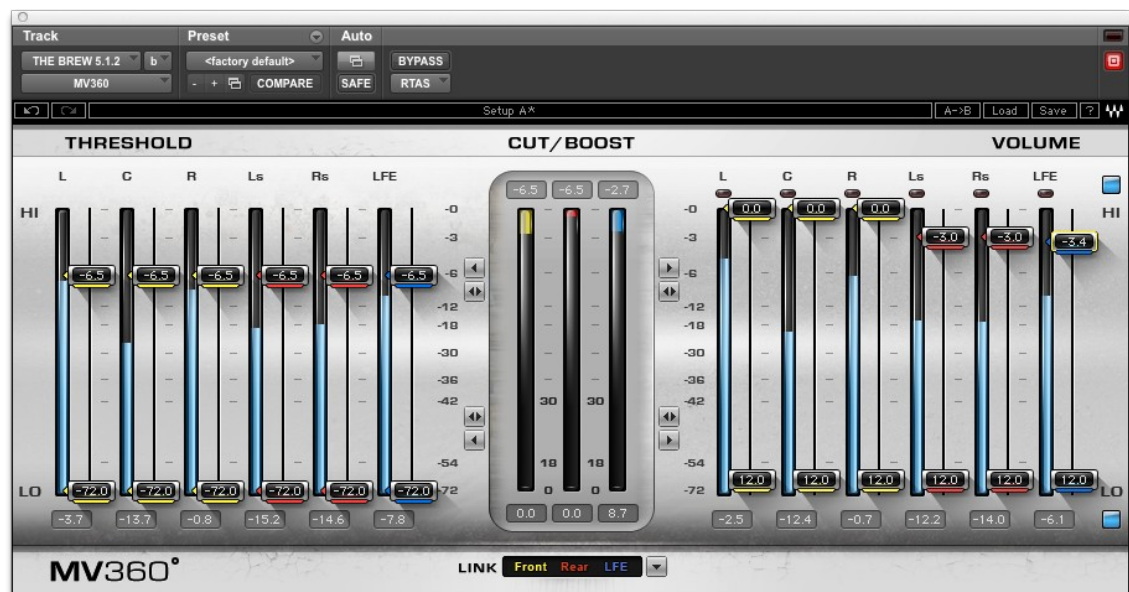 Track Preset Auto
THE BREW 5.1.2 b <factory default> BYPASS
MV360 - + COMPARE SAFE RTAS
Setup A* A->B Load Save ?
THRESHOLD CUT/BOOST VOLUME
L C R Ls Rs LFE L C R Ls Rs LFE
-6.5 -6.5 -2.7
HI -0 -0 0.0 0.0 0.0 HI
-3 -3 -3.0 -3.0 -3.4
-6.5 -6.5 -6.5 -6.5 -6.5 -6.5 -6 -6
-12 -12
-18 -18
-30 -30
-36 -36
-42 30 30 -42
-54 18 18 -54
LO -72.0 -72.0 -72.0 -72.0 -72.0 -72.0 -72 0 0 -72 12.0 12.0 12.0 12.0 12.0 12.0 LO
-3.7 -13.7 -0.8 -15.2 -14.6 -7.8 0.0 0.0 8.7 -2.5 -12.4 -0.7 -12.2 -14.0 -6.1
MV360° LINK Front Rear LFE